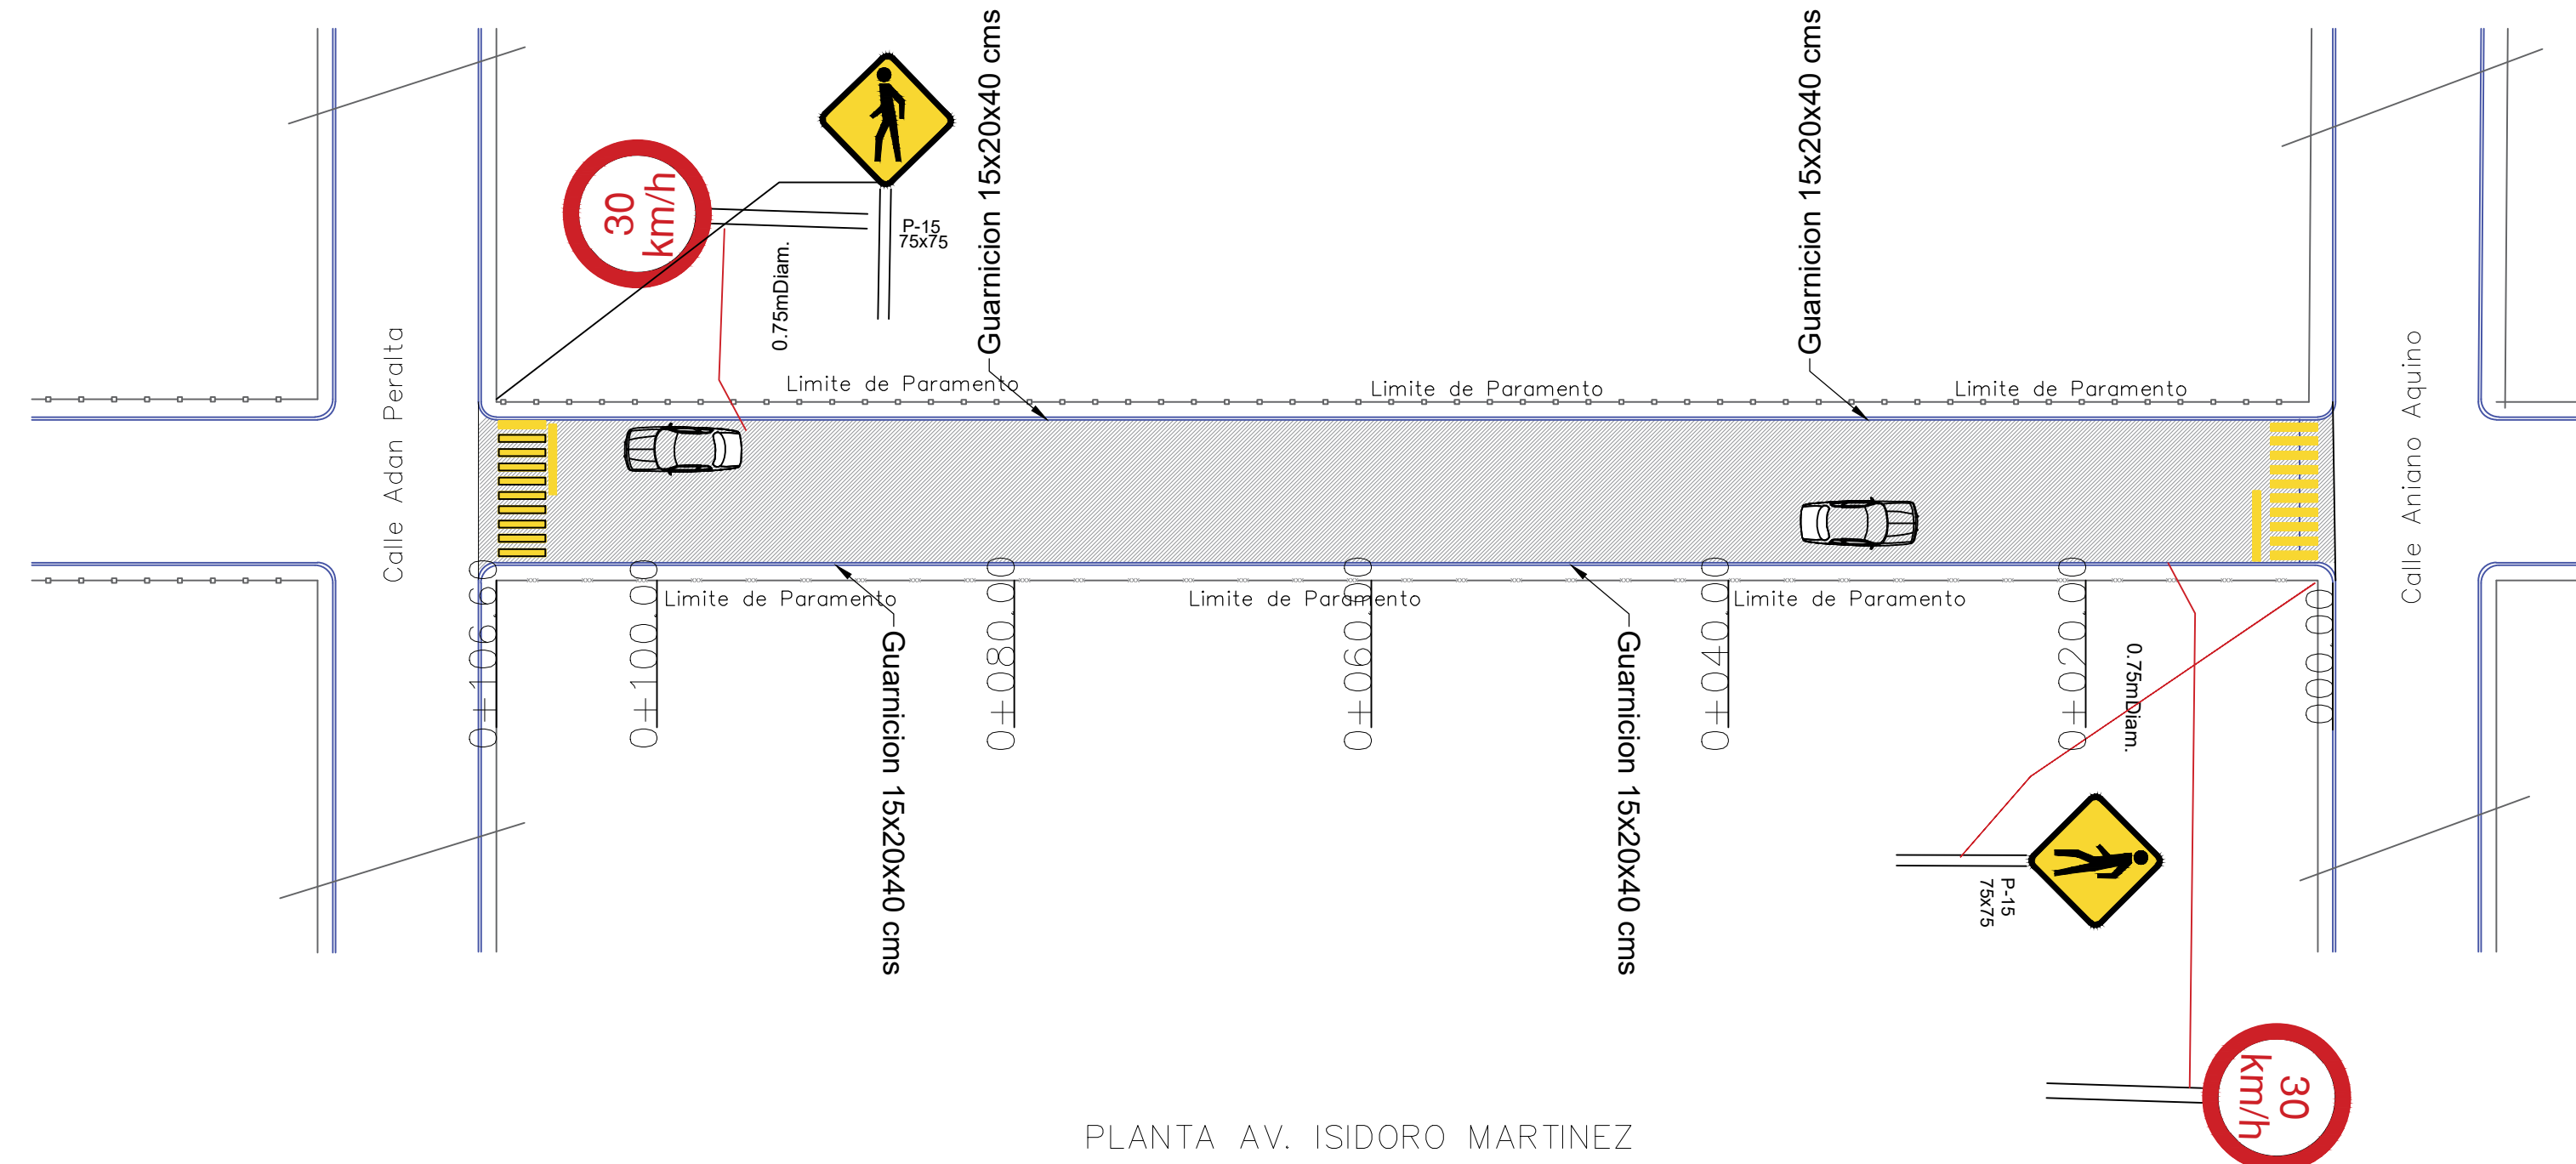 Guarnicion 15x20x40 cms
Guarnicion 15x20x40 cms
30
km/h
P-15
75x75
0.75mDiam.
Calle Adan Peralta
Limite de Paramento
Limite de Paramento
Limite de Paramento
Calle Aniano Aquino
Limite de Paramento
Limite de Paramento
Limite de Paramento
0+106.60
0+100.00
0+080.00
0+060.00
0+040.00
0+020.00
000.00
Guarnicion 15x20x40 cms
Guarnicion 15x20x40 cms
0.75mDiam.
P-15
75x75
30
km/h
PLANTA AV. ISIDORO MARTINEZ